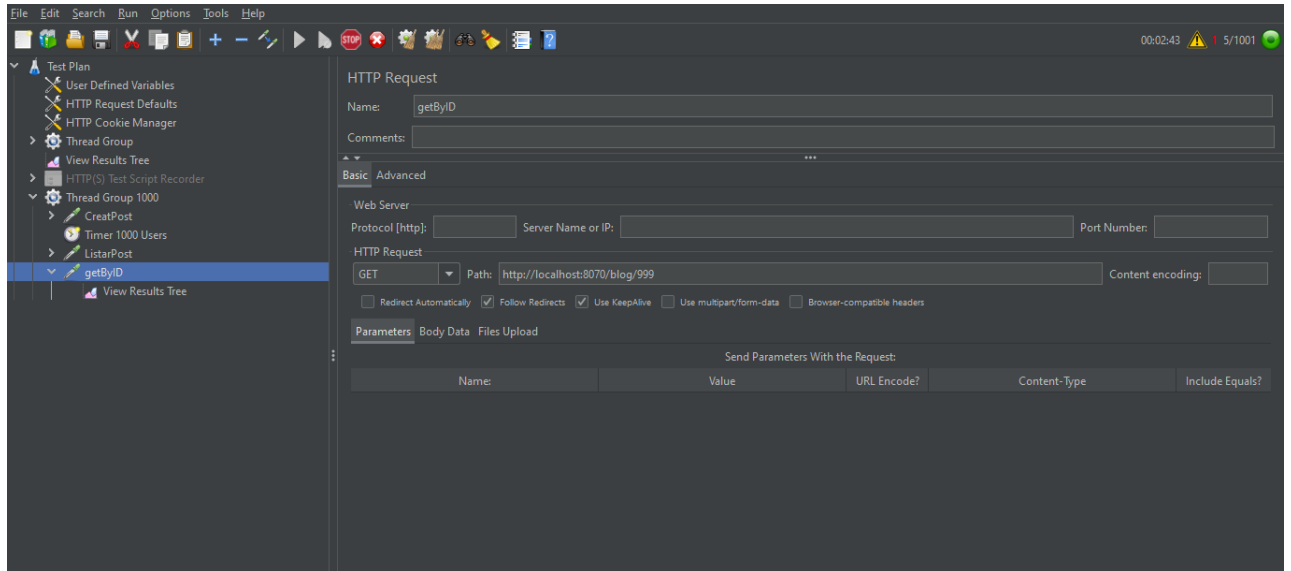 File Edit Search Run Options Tools Help
STOP
?
00:02:43 1 5/1001
Test Plan
User Defined Variables
HTTP Request Defaults
HTTP Cookie Manager
Thread Group
View Results Tree
HTTP(S) Test Script Recorder
Thread Group 1000
CreatPost
Timer 1000 Users
ListarPost
getByID
View Results Tree
HTTP Request
Name: getByID
Comments:
Basic Advanced
Web Server
Protocol [http]: Server Name or IP: Port Number:
HTTP Request
GET Path: http://localhost:8070/blog/999 Content encoding:
Redirect Automatically Follow Redirects Use KeepAlive Use multipart/form-data Browser-compatible headers
Parameters Body Data Files Upload
Send Parameters With the Request:
Name: Value URL Encode? Content-Type Include Equals?